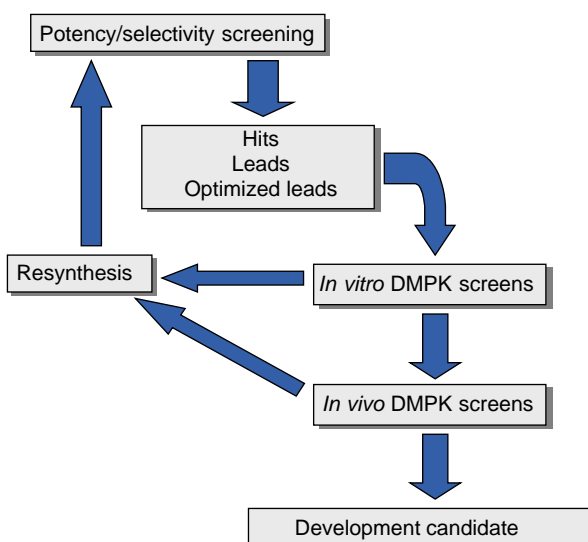 Potency/selectivity screening
Hits
Leads
Optimized leads
Resynthesis
In vitro DMPK screens
In vivo DMPK screens
Development candidate